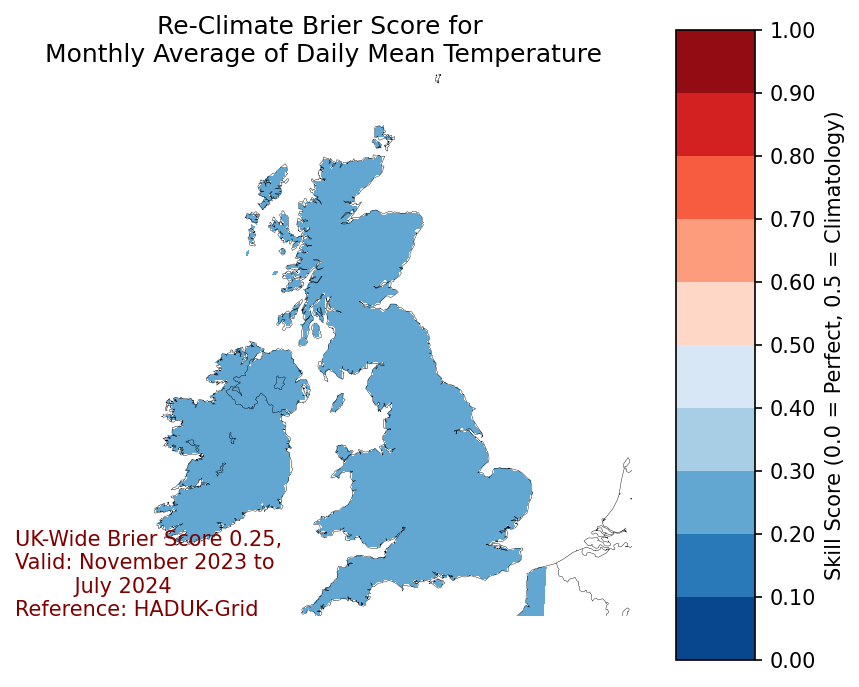 Re-Climate Brier Score for
Monthly Average of Daily Mean Temperature
1.00
0.90
0.80
0.70
0.60
0.50
0.40
0.30
0.20
0.10
0.00
Skill Score (0.0 = Perfect, 0.5 = Climatology)
UK-Wide Brier Score 0.25,
Valid: November 2023 to
July 2024
Reference: HADUK-Grid